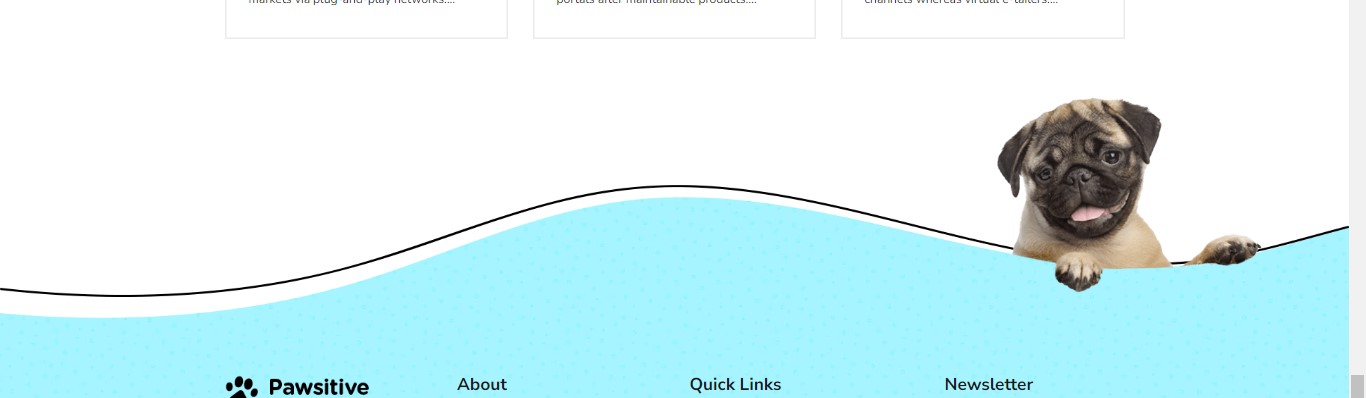 markets via plug-and-play networks....
portals after maintainable products....
channels whereas virtual e-tailers....
Pawsitive
About
Quick Links
Newsletter